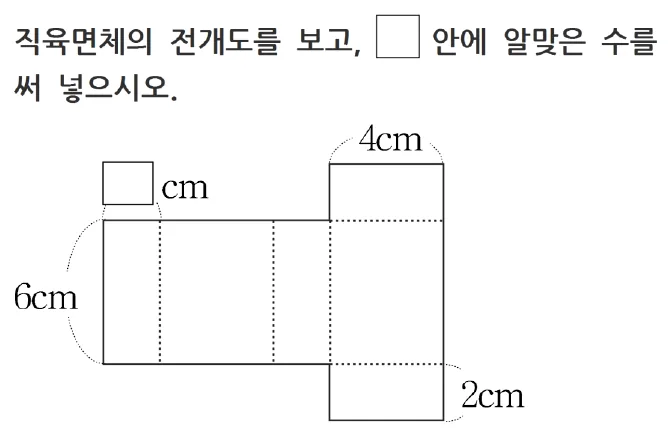 직육면체의 전개도를 보고, □ 안에 알맞은 수를
써 넣으시오.
4cm
□ cm
6cm
2cm